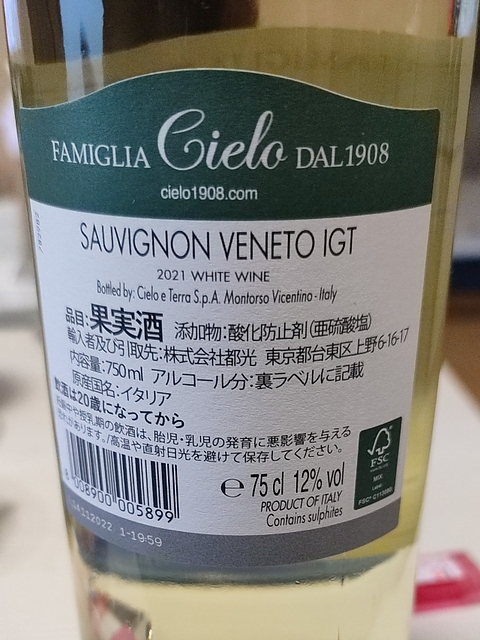 FAMIGLIA Cielo DAL 1908
cielo1908.com
SAUVIGNON VENETO IGT
2021 WHITE WINE
Bottled by: Cielo e Terra S.p.A. Montorso Vicentino - Italy
品目:果実酒 添加物:酸化防止剤(亜硫酸塩)
輸入者及び引取先:株式会社都光 東京都台東区上野6-16-17
内容量:750ml アルコール分:裏ラベルに記載
原産国名:イタリア
飲酒は20歳になってから
中や授乳期の飲酒は、胎児・乳児の発育に悪影響を与える
があります。/高温や直射日光を避けて保存してください。
8 008900 005899
e 75 cl 12% vol
PRODUCT OF ITALY
Contains sulphites
FSC
MIX
1-19:59